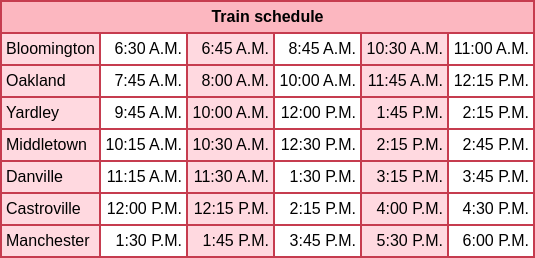 Train schedule
Bloomington 6:30 A.M. 6:45 A.M. 8:45 A.M. 10:30 A.M. 11:00 A.M.
Oakland 7:45 A.M. 8:00 A.M. 10:00 A.M. 11:45 A.M. 12:15 P.M.
Yardley 9:45 A.M. 10:00 A.M. 12:00 P.M. 1:45 P.M. 2:15 P.M.
Middletown 10:15 A.M. 10:30 A.M. 12:30 P.M. 2:15 P.M. 2:45 P.M.
Danville 11:15 A.M. 11:30 A.M. 1:30 P.M. 3:15 P.M. 3:45 P.M.
Castroville 12:00 P.M. 12:15 P.M. 2:15 P.M. 4:00 P.M. 4:30 P.M.
Manchester 1:30 P.M. 1:45 P.M. 3:45 P.M. 5:30 P.M. 6:00 P.M.